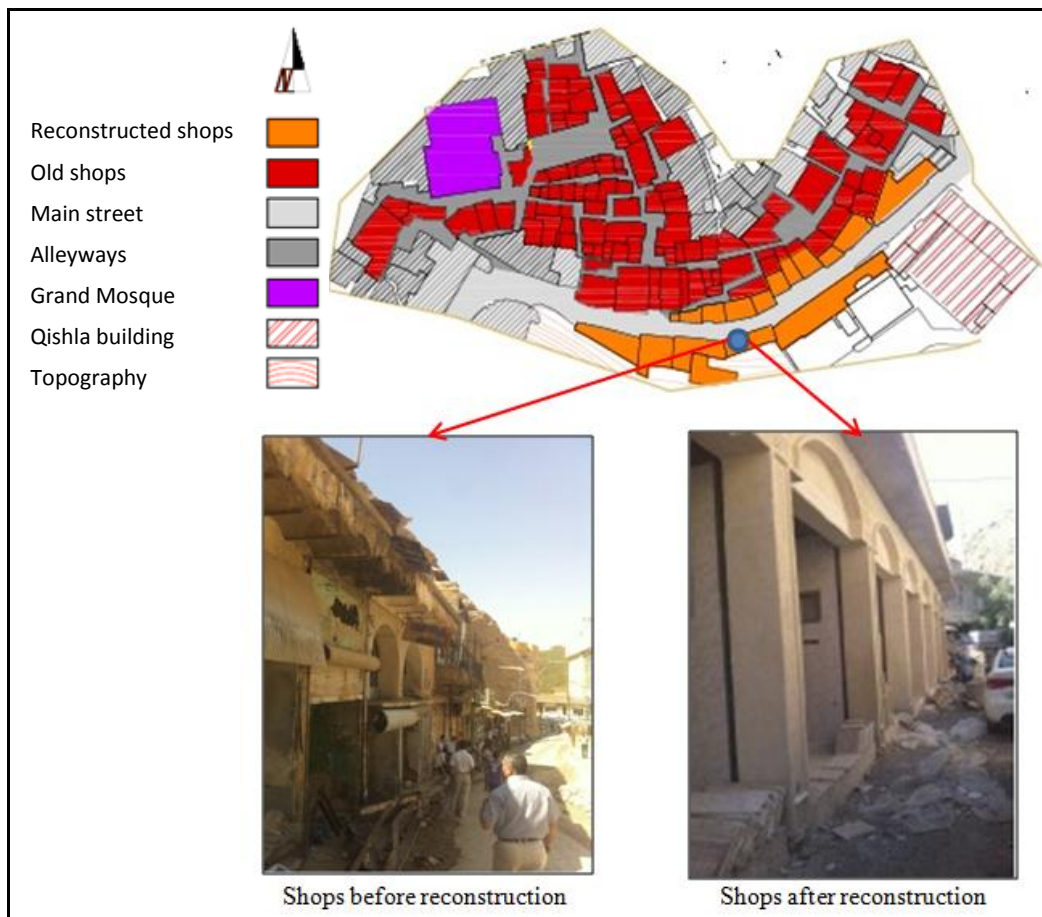 N
Reconstructed shops
Old shops
Main street
Alleyways
Grand Mosque
Qishla building
Topography
Shops before reconstruction
Shops after reconstruction